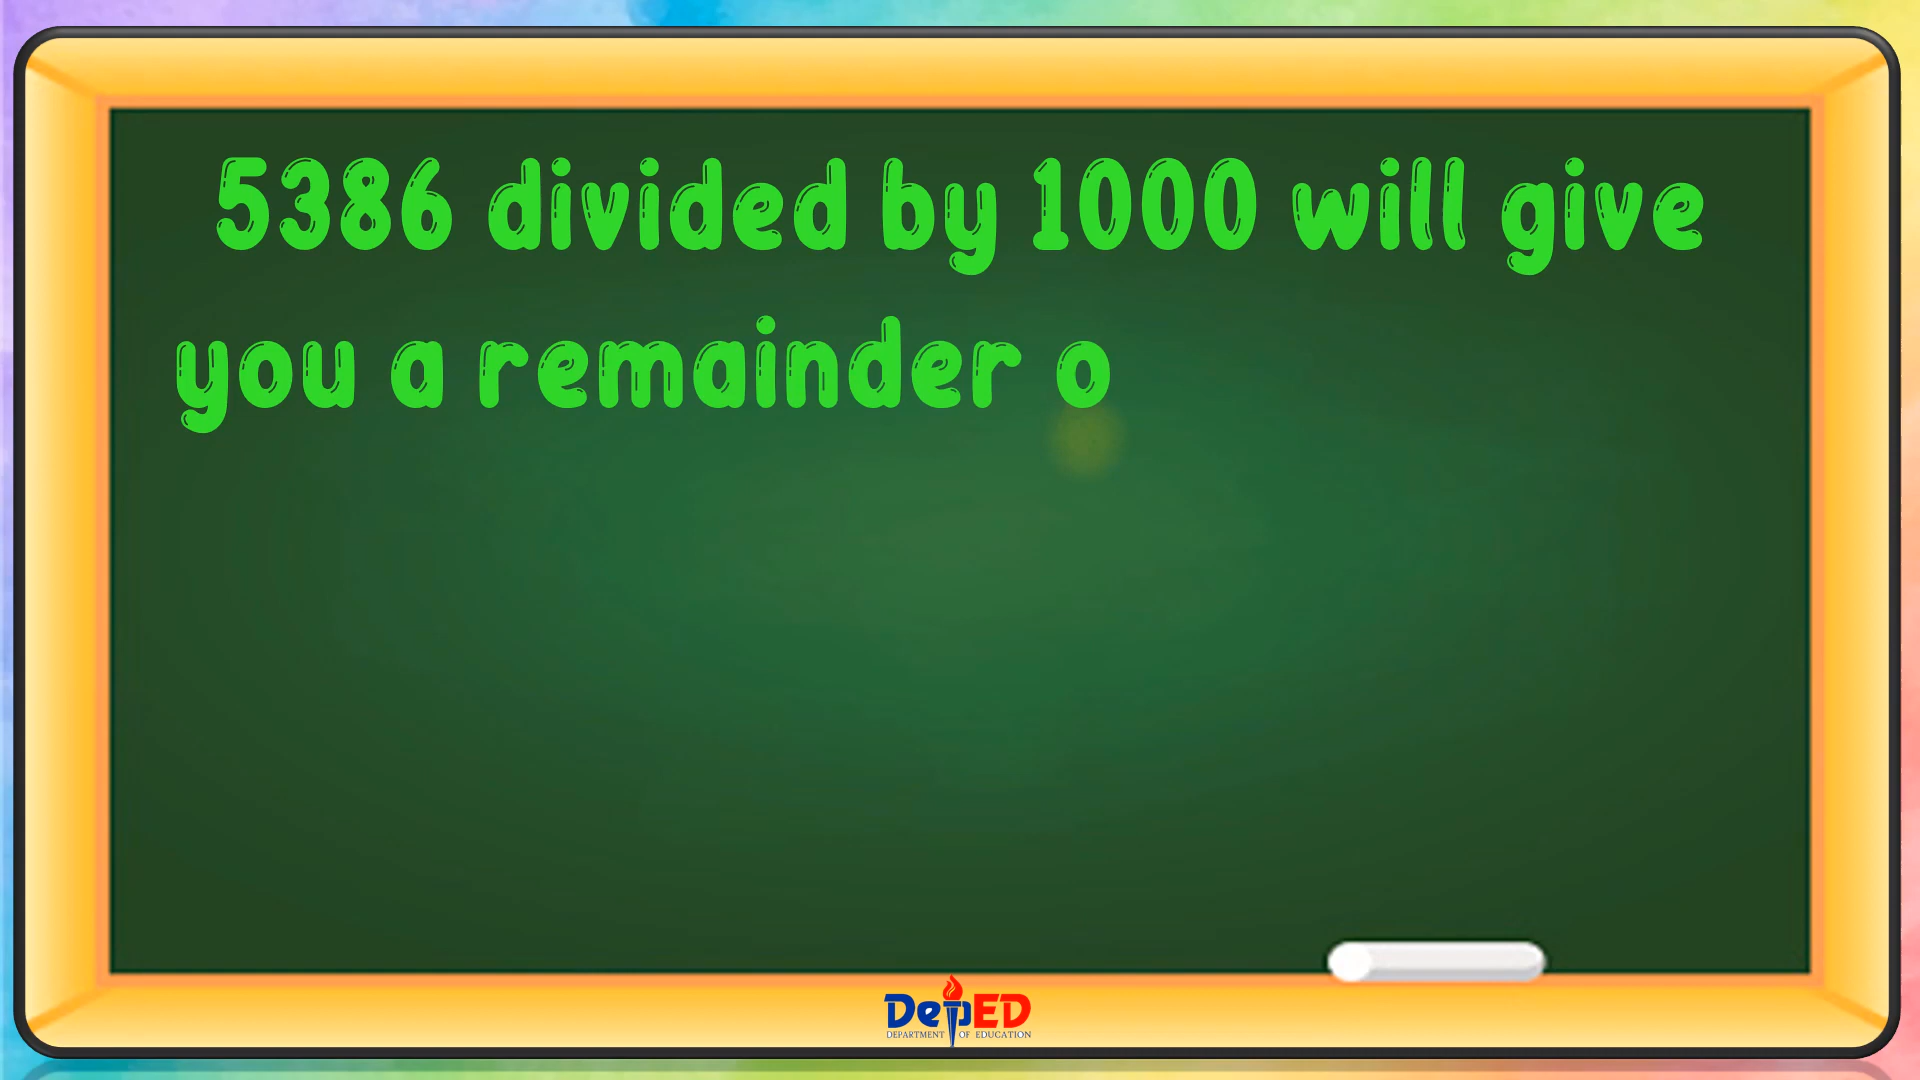 5386 divided by 1000 will give
you a remainder o
DepED
DEPARTMENT OF EDUCATION